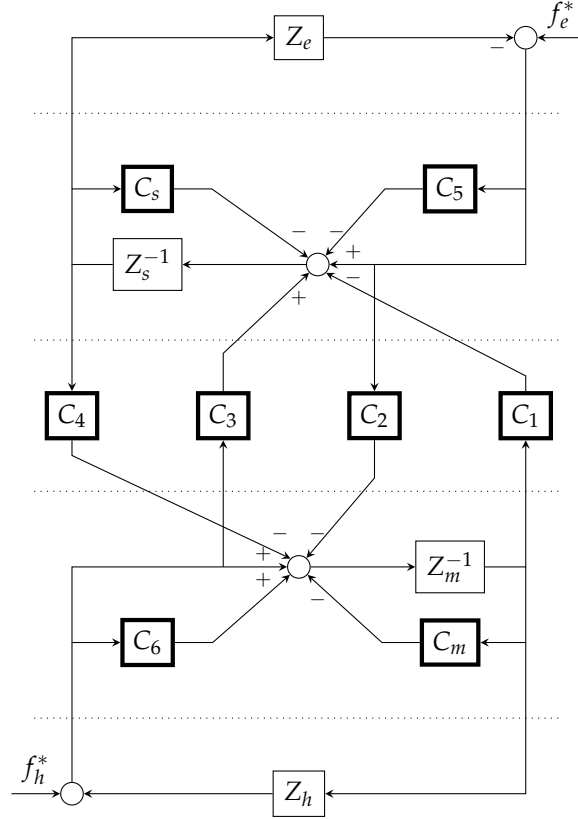 Z_e
f_e^*
−
C_s
C_5
− −
+
Z_s^{-1}
−
+
C_4
C_3
C_2
C_1
− −
+
Z_m^{-1}
+
−
C_6
C_m
f_h^*
Z_h